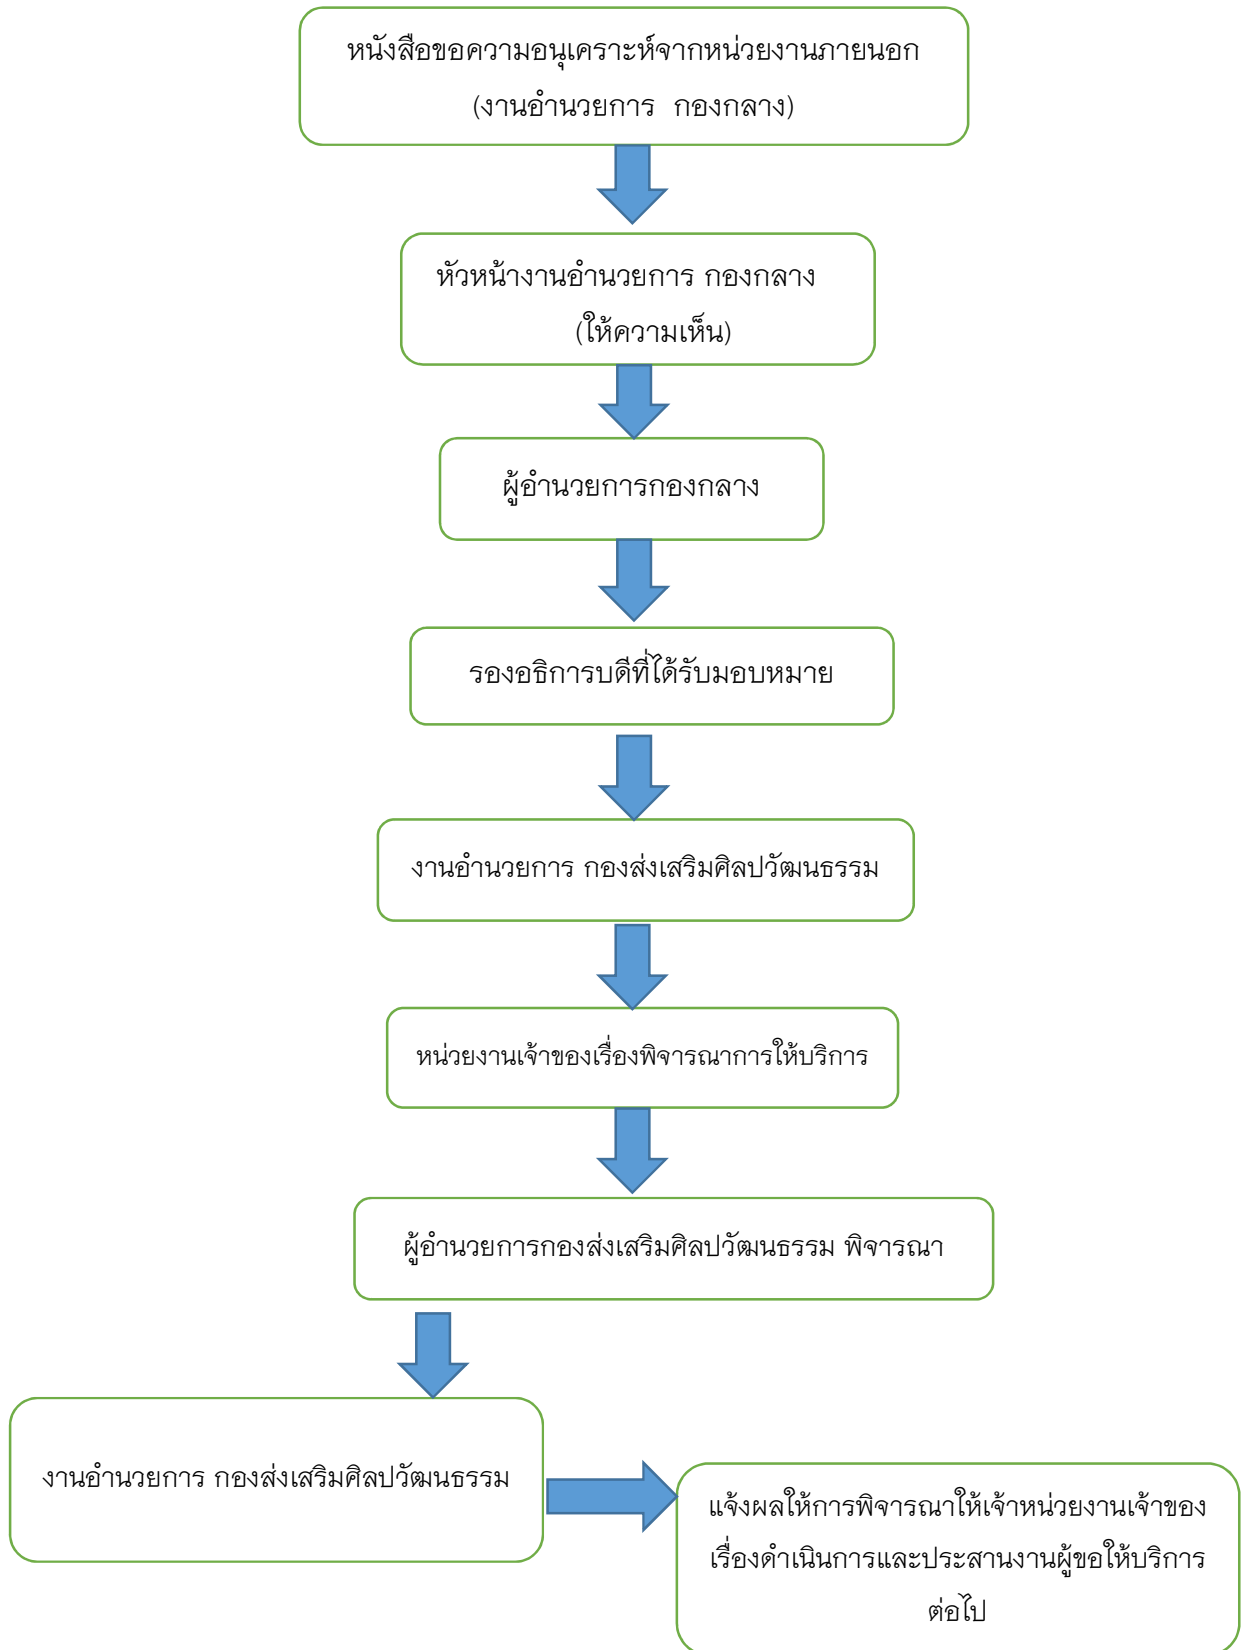 หนังสือขอความอนุเคราะห์จากหน่วยงานภายนอก
(งานอำนวยการ กองกลาง)
หัวหน้างานอำนวยการ กองกลาง
(ให้ความเห็น)
ผู้อำนวยการกองกลาง
รองอธิการบดีที่ได้รับมอบหมาย
งานอำนวยการ กองส่งเสริมศิลปวัฒนธรรม
หน่วยงานเจ้าของเรื่องพิจารณาการให้บริการ
ผู้อำนวยการกองส่งเสริมศิลปวัฒนธรรม พิจารณา
งานอำนวยการ กองส่งเสริมศิลปวัฒนธรรม
แจ้งผลให้การพิจารณาให้เจ้าหน่วยงานเจ้าของ
เรื่องดำเนินการและประสานงานผู้ขอให้บริการ
ต่อไป